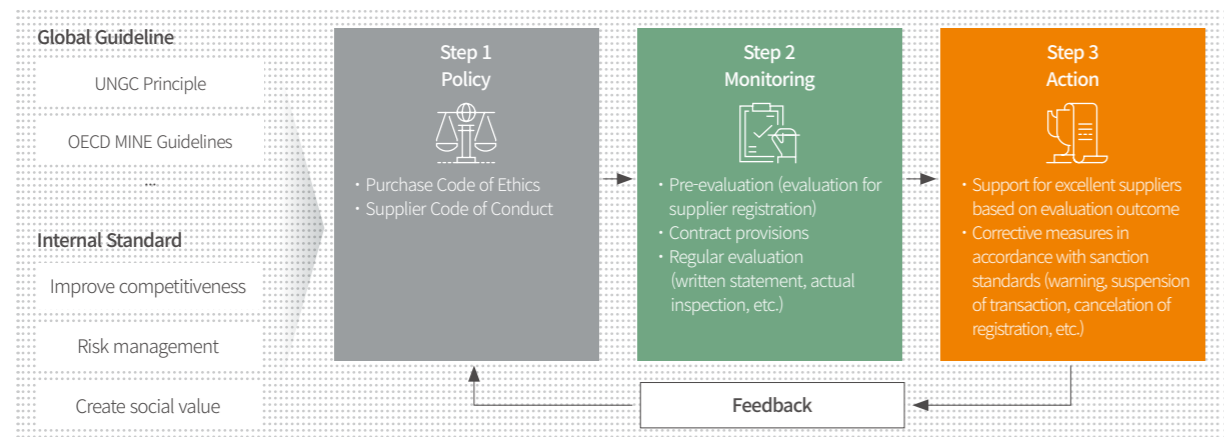 Global Guideline
UNGC Principle
OECD MINE Guidelines
...
Internal Standard
Improve competitiveness
Risk management
Create social value
Step 1
Policy
· Purchase Code of Ethics
· Supplier Code of Conduct
Step 2
Monitoring
· Pre-evaluation (evaluation for
supplier registration)
· Contract provisions
· Regular evaluation
(written statement, actual
inspection, etc.)
Step 3
Action
· Support for excellent suppliers
based on evaluation outcome
· Corrective measures in
accordance with sanction
standards (warning, suspension
of transaction, cancelation of
registration, etc.)
Feedback